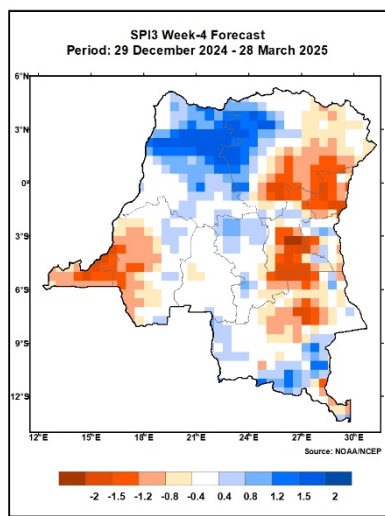 SPI3 Week-4 Forecast
Period: 29 December 2024 - 28 March 2025
6°N
3°N
0°
3°S
6°S
9°S
12°S
12°E 15°E 18°E 21°E 24°E 27°E 30°E
Source: NOAA/NCEP
-2 -1.5 -1.2 -0.8 -0.4 0.4 0.8 1.2 1.5 2